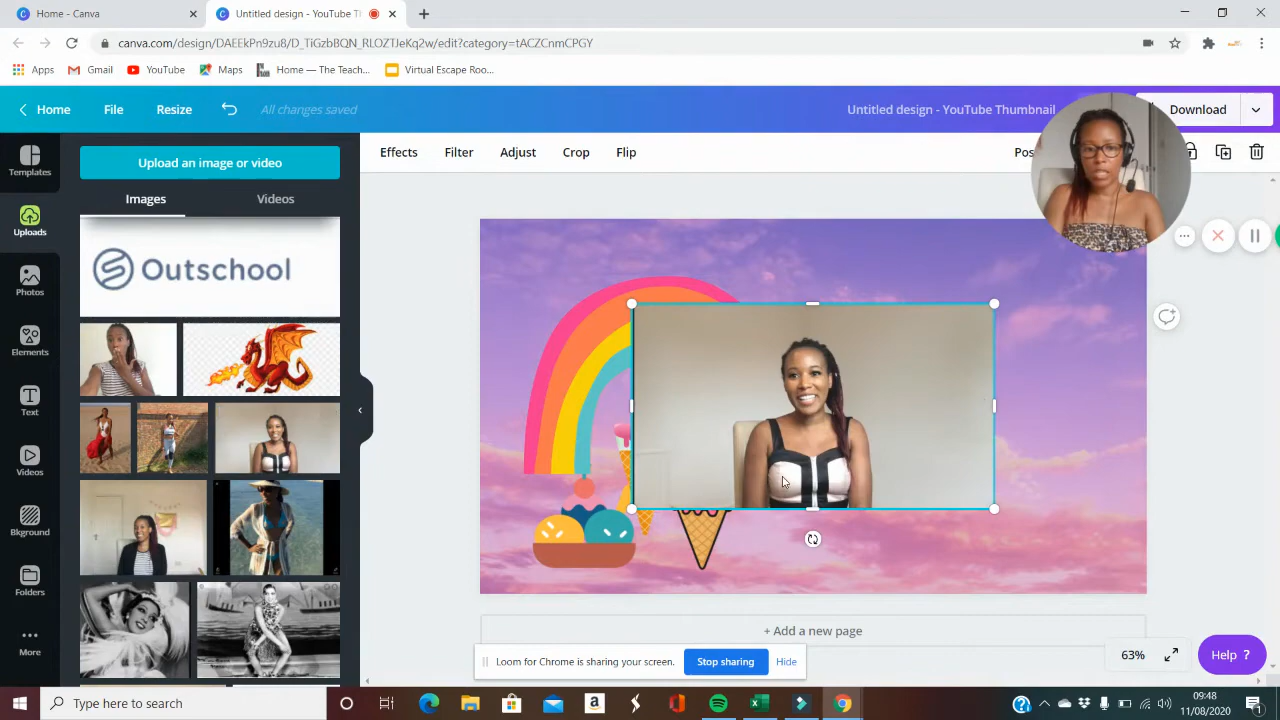 Home - Canva
Untitled design - YouTube Th
canva.com/design/DAEEkPn9zu8/D_TiGzbBQN_RLOZTJeKq2w/edit?category=tACZCnmCPGY
Apps
Gmail
YouTube
Maps
Home — The Teach...
Virtual Escape Roo...
Home
File
Resize
All changes saved
Untitled design - YouTube Thumbnail
Download
Templates
Uploads
Photos
Elements
Text
Videos
Bkground
Folders
More
Upload an image or video
Images
Videos
Outschool
Effects
Filter
Adjust
Crop
Flip
Pos
+ Add a new page
Loom for Chrome is sharing your screen.
Stop sharing
Hide
63%
Help ?
Type here to search
09:48
11/08/2020